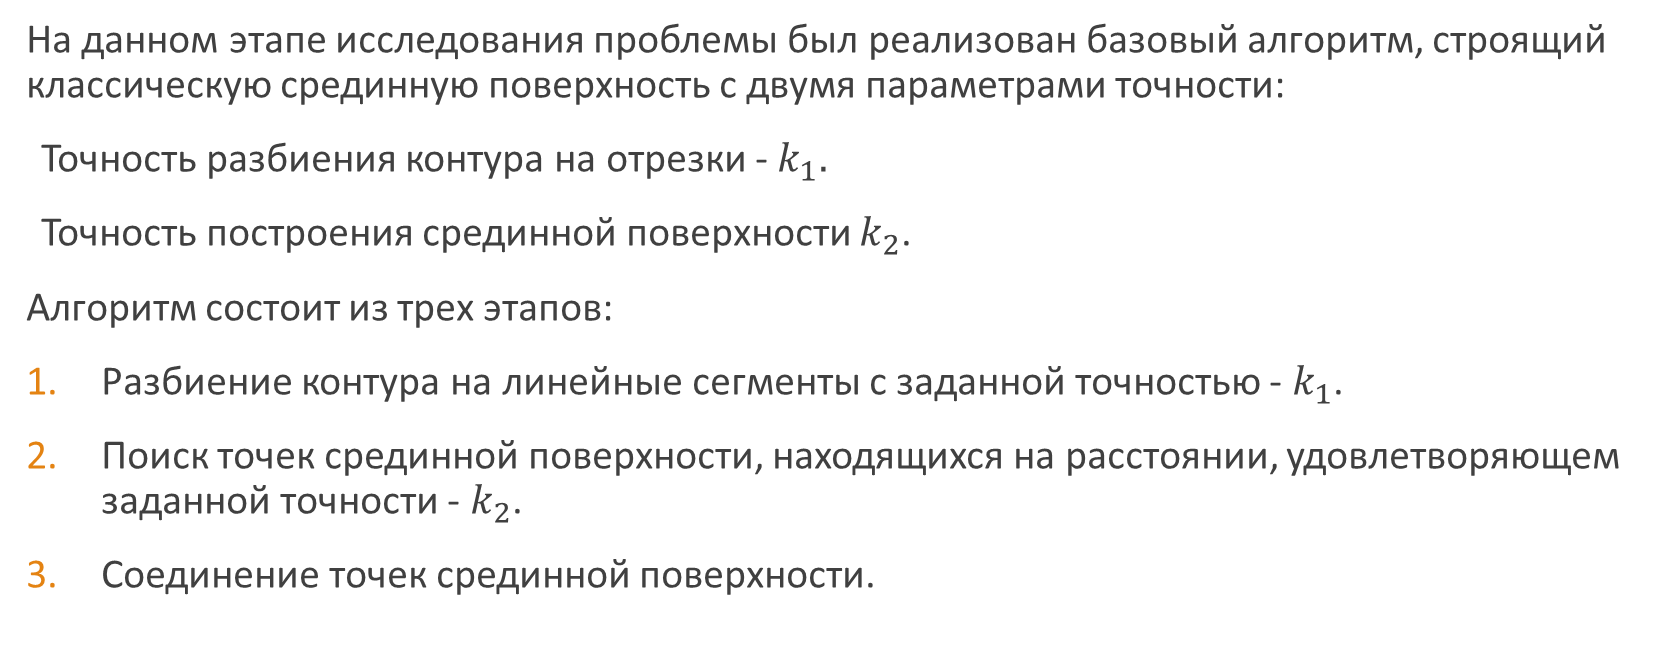 На данном этапе исследования проблемы был реализован базовый алгоритм, строящий
классическую срединную поверхность с двумя параметрами точности:
Точность разбиения контура на отрезки - k₁.
Точность построения срединной поверхности k₂.
Алгоритм состоит из трех этапов:
1. Разбиение контура на линейные сегменты с заданной точностью - k₁.
2. Поиск точек срединной поверхности, находящихся на расстоянии, удовлетворяющем
заданной точности - k₂.
3. Соединение точек срединной поверхности.